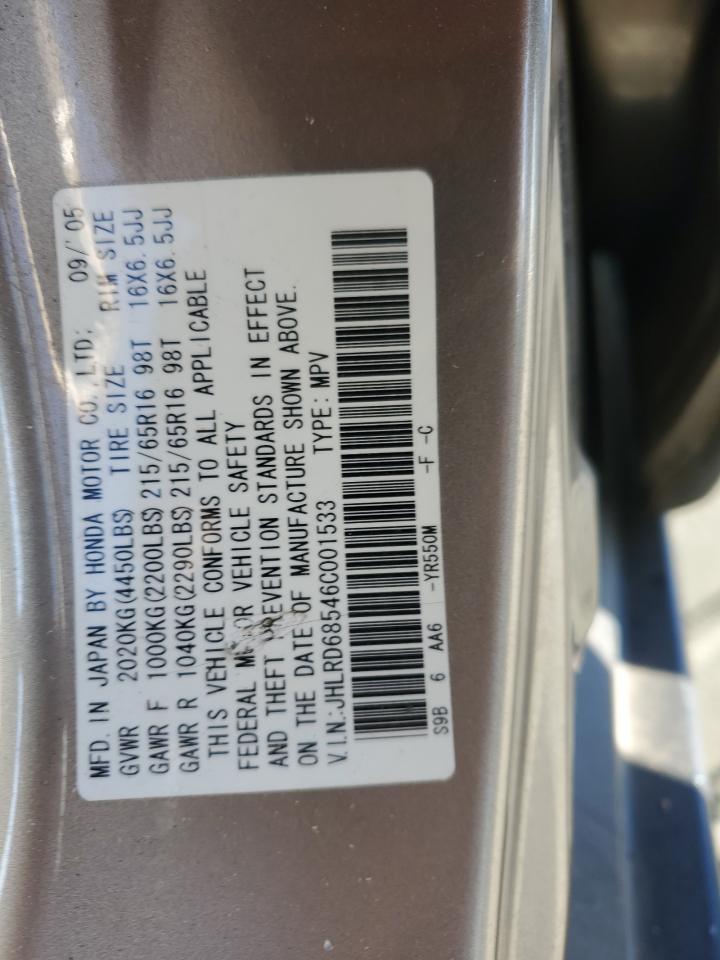 MFD. IN JAPAN BY HONDA MOTOR CO.,LTD; 09/'05
GVWR 2020KG(4450LBS) TIRE SIZE RIM SIZE
GAWR F 1000KG(2200LBS)215/65R16 98T 16X6.5JJ
GAWR R 1040KG(2290LBS)215/65R16 98T 16X6.5JJ
THIS VEHICLE CONFORMS TO ALL APPLICABLE
FEDERAL MOTOR VEHICLE SAFETY
AND THEFT PREVENTION STANDARDS IN EFFECT
ON THE DATE OF MANUFACTURE SHOWN ABOVE.
V.I.N.:JHLRD68546C001533 TYPE:MPV
S9B 6 AA6 -YR550M -F -C